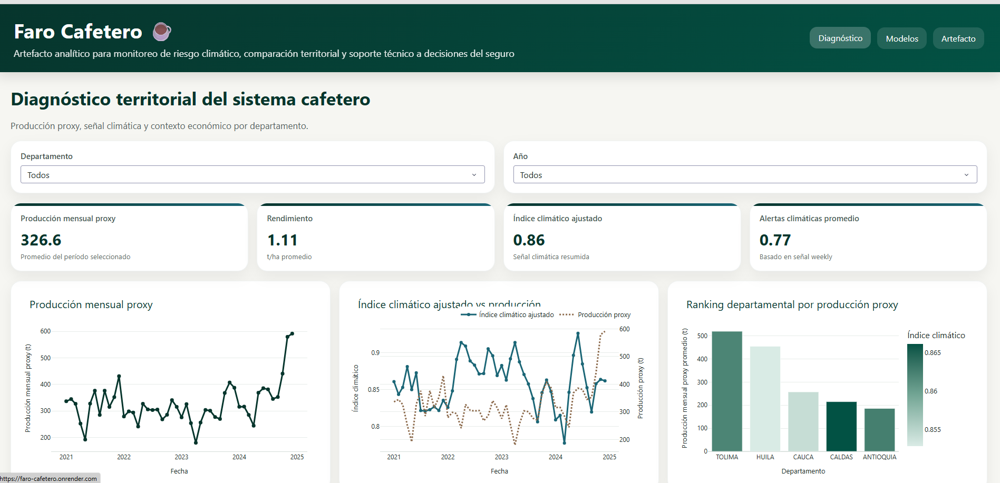 Faro Cafetero
Artefacto analítico para monitoreo de riesgo climático, comparación territorial y soporte técnico a decisiones del seguro
Diagnóstico
Modelos
Artefacto
Diagnóstico territorial del sistema cafetero
Producción proxy, señal climática y contexto económico por departamento.
Departamento
Todos
Año
Todos
Producción mensual proxy
326.6
Promedio del período seleccionado
Rendimiento
1.11
t/ha promedio
Índice climático ajustado
0.86
Señal climática resumida
Alertas climáticas promedio
0.77
Basado en señal weekly
Producción mensual proxy
Producción mensual proxy (t)
600
500
400
300
200
2021
2022
2023
2024
2025
Fecha
Índice climático ajustado vs producción
Índice climático ajustado
Producción proxy
Índice climático
0.9
0.85
0.8
600
500
400
300
200
Producción proxy (t)
2021
2022
2023
2024
2025
Fecha
Ranking departamental por producción proxy
Producción mensual proxy promedio (t)
500
400
300
200
100
0
TOLIMA
HUILA
CAUCA
CALDAS
ANTIOQUIA
Departamento
Índice climático
0.865
0.86
0.855
https://faro-cafetero.onrender.com